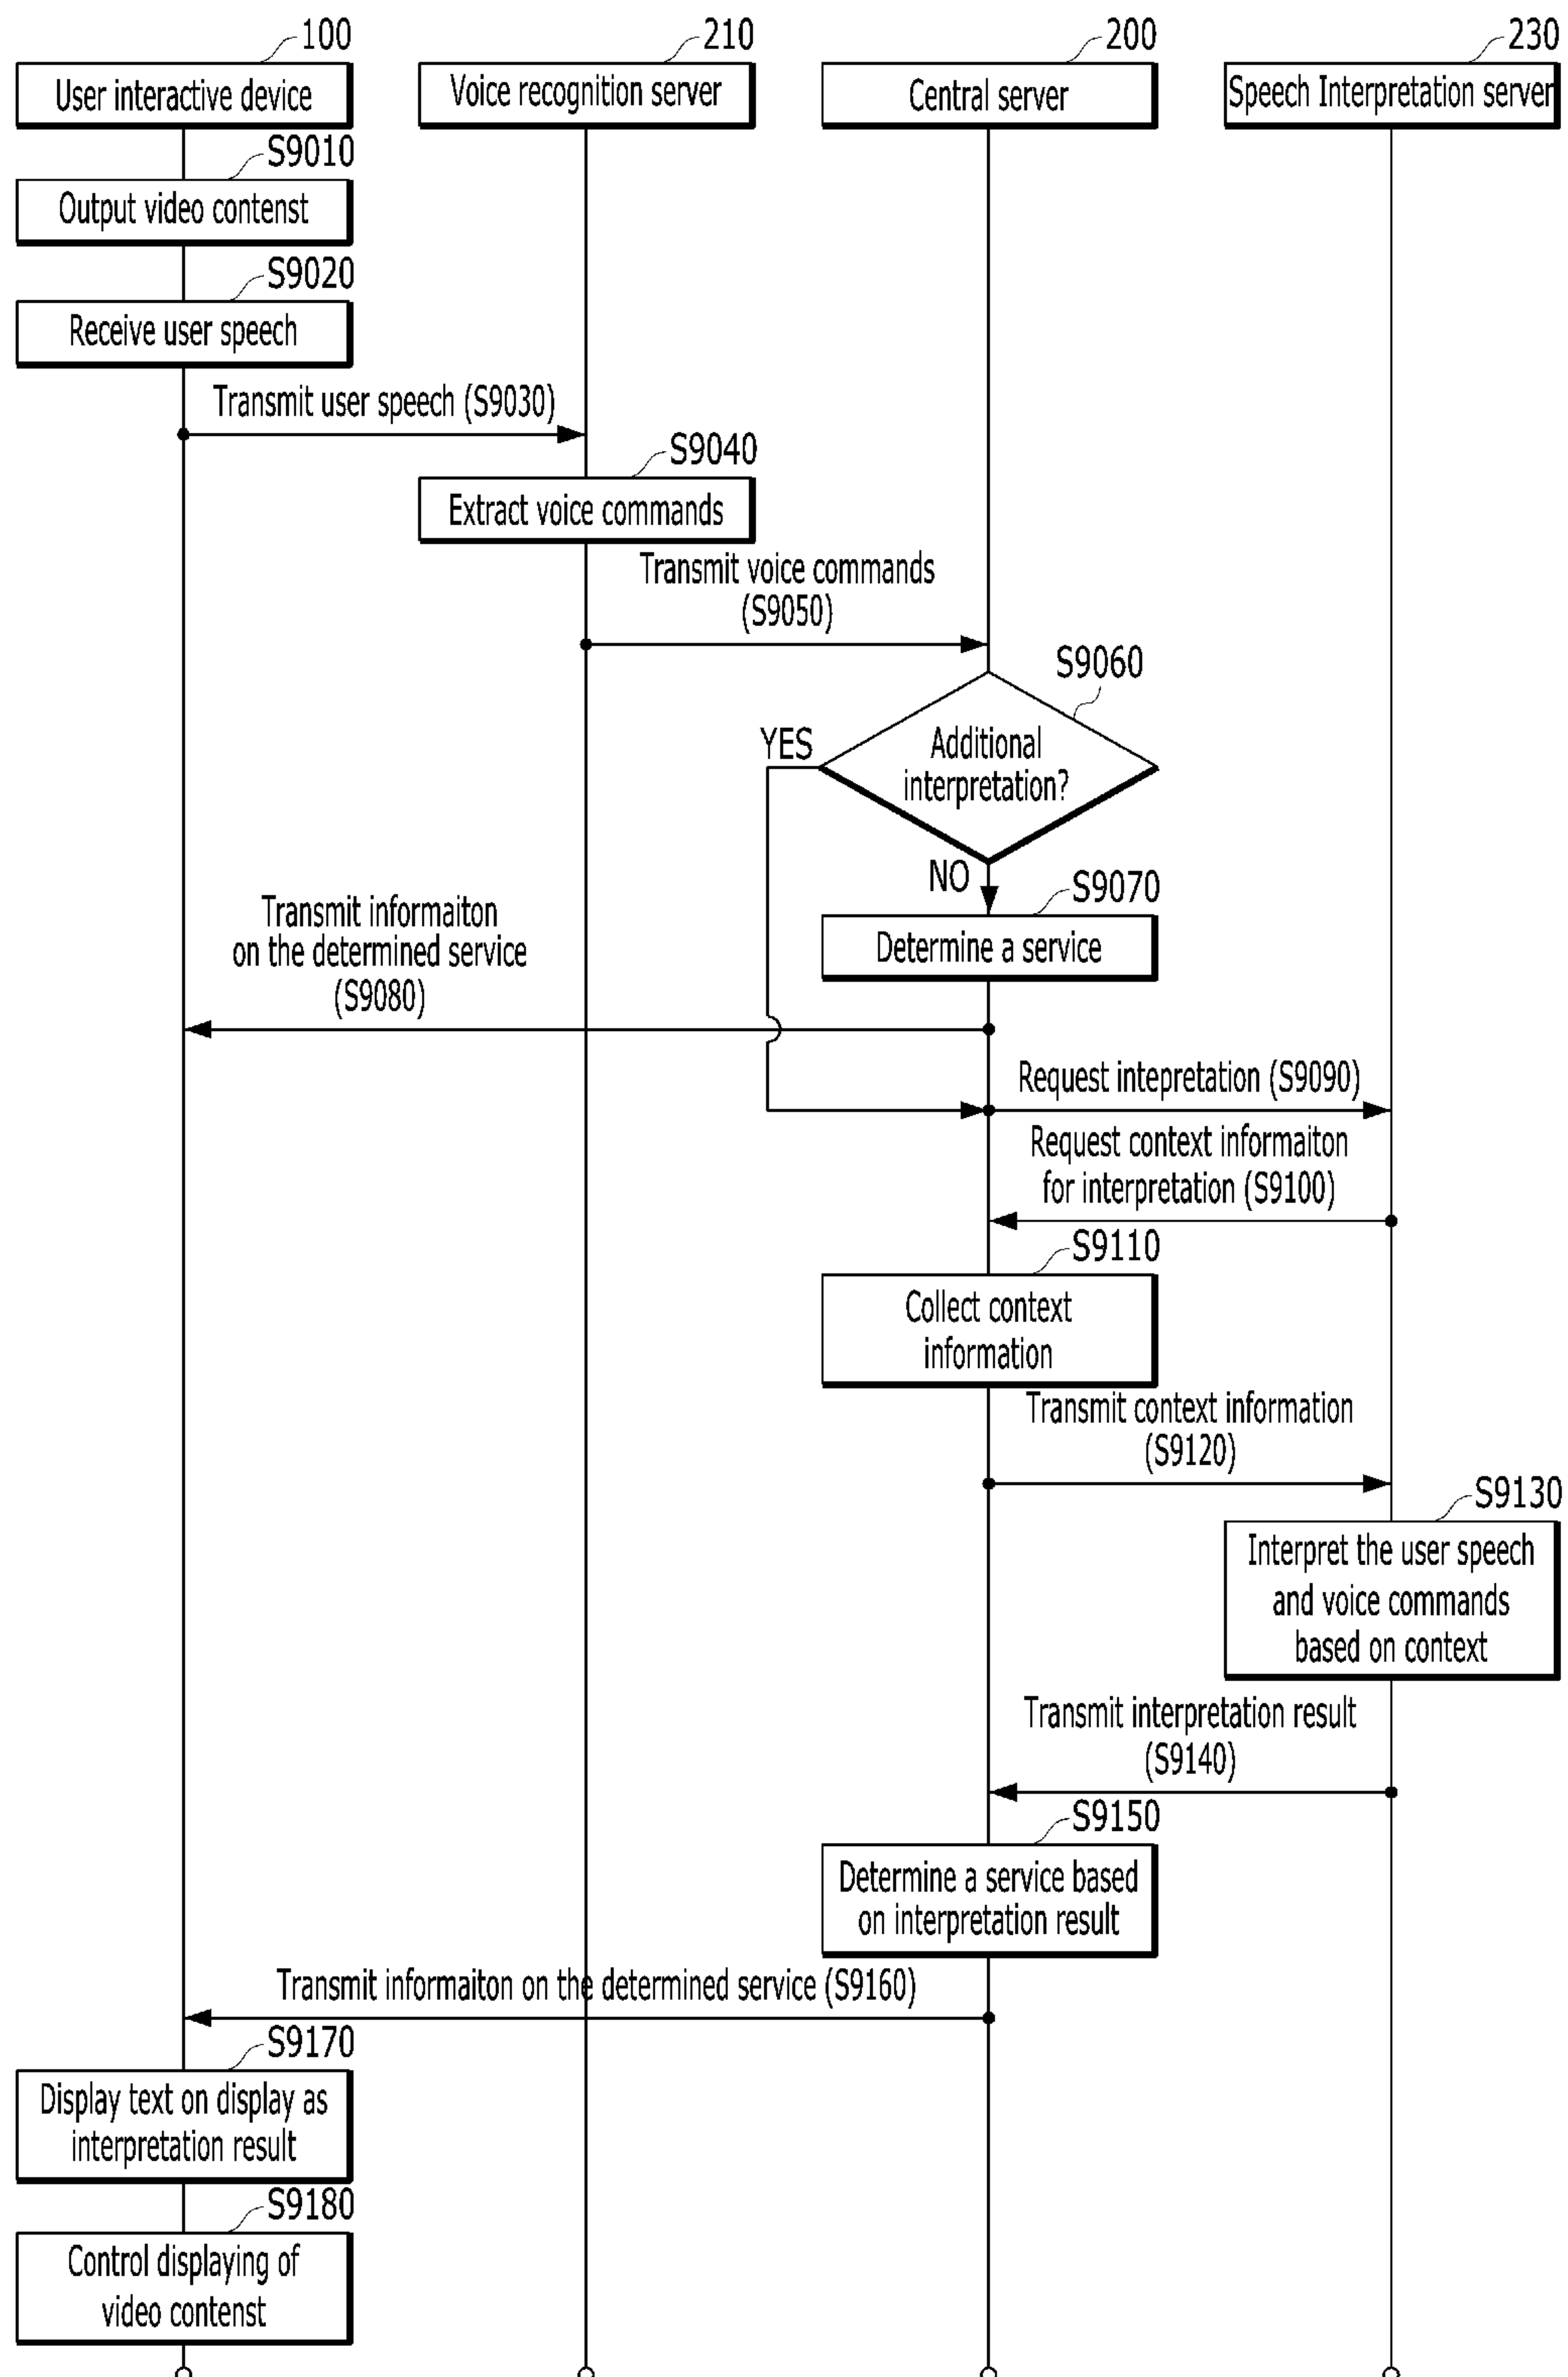 100
210
200
230
User interactive device
Voice recognition server
Central server
Speech Interpretation server
S9010
Output video contenst
S9020
Receive user speech
Transmit user speech (S9030)
S9040
Extract voice commands
Transmit voice commands
(S9050)
S9060
YES
Additional
interpretation?
NO
S9070
Transmit informaiton
on the determined service
(S9080)
Determine a service
Request intepretation (S9090)
Request context informaiton
for interpretation (S9100)
S9110
Collect context
information
Transmit context information
(S9120)
S9130
Interpret the user speech
and voice commands
based on context
Transmit interpretation result
(S9140)
S9150
Determine a service based
on interpretation result
Transmit informaiton on the determined service (S9160)
S9170
Display text on display as
interpretation result
S9180
Control displaying of
video contenst